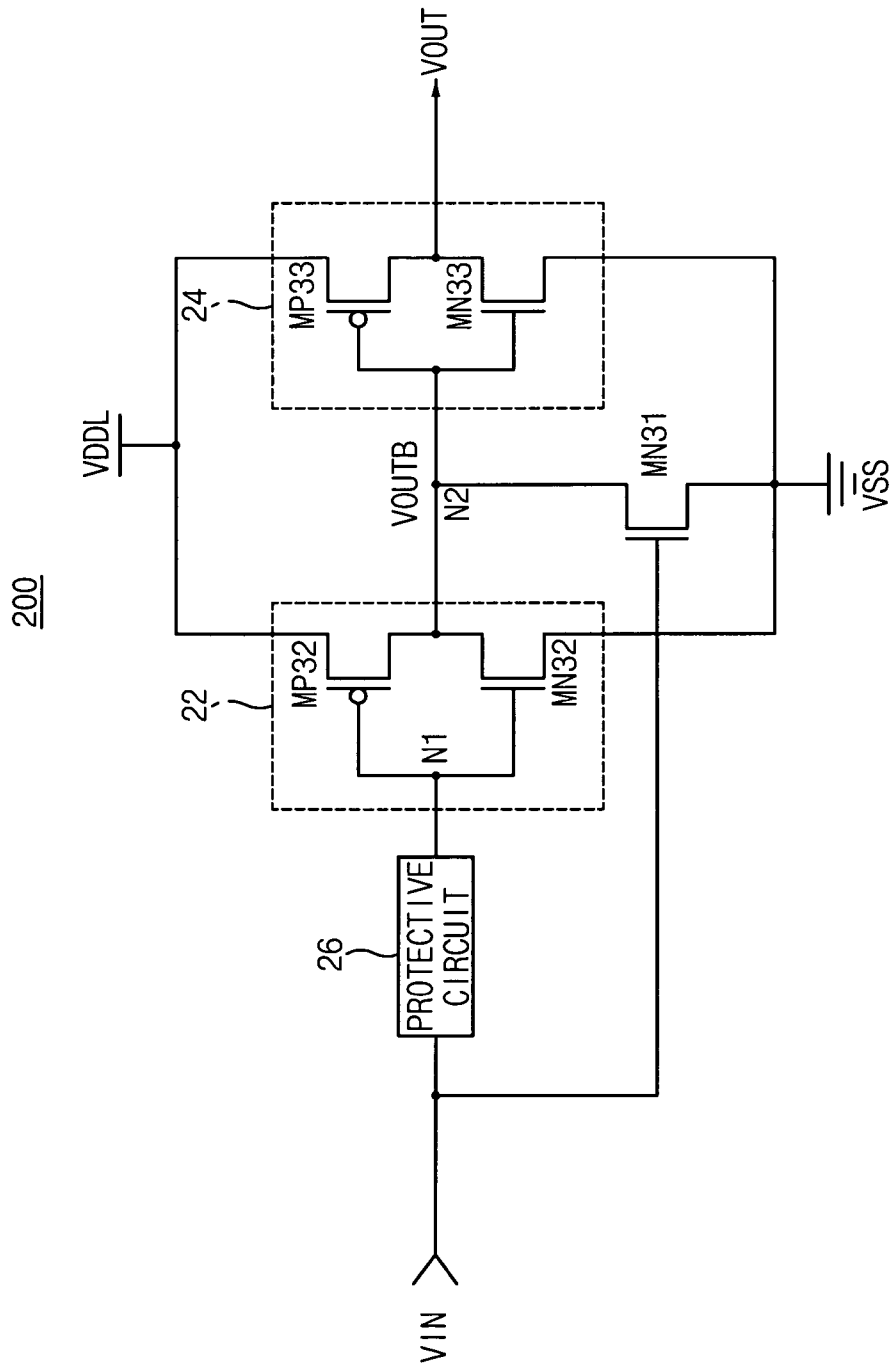 200
VDDL
22
24
MP32
MP33
VOUT
N1
VOUTB
N2
26
PROTECTIVE
CIRCUIT
MN32
MN33
VIN
MN31
VSS